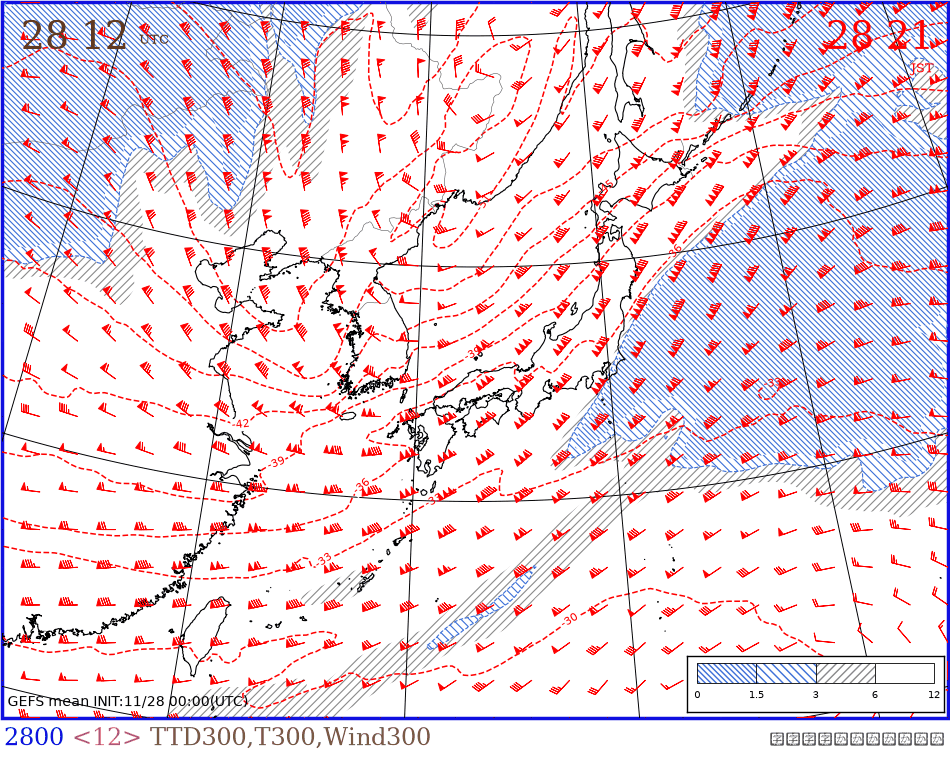 28 12 UTC
28 21 JST
-36
-33
-42
-39
-36
-33
-33
-30
GEFS mean INIT:11/28 00:00(UTC)
0 1.5 3 6 12
2800 <12> TTD300,T300,Wind300